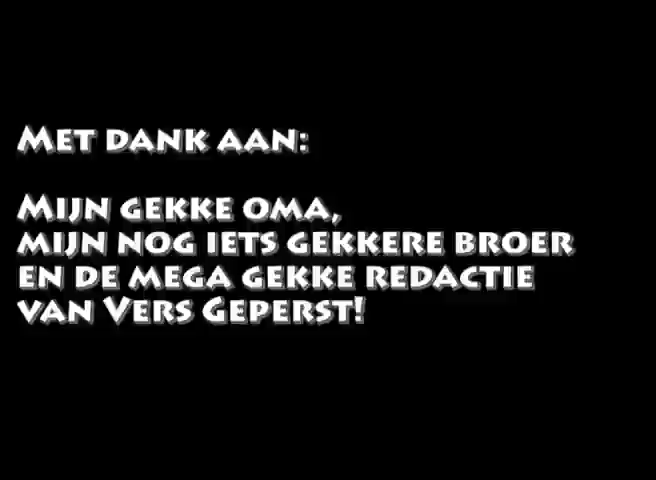 Met dank aan:
Mijn gekke oma,
mijn nog iets gekkere broer
en de mega gekke redactie
van Vers Geperst!